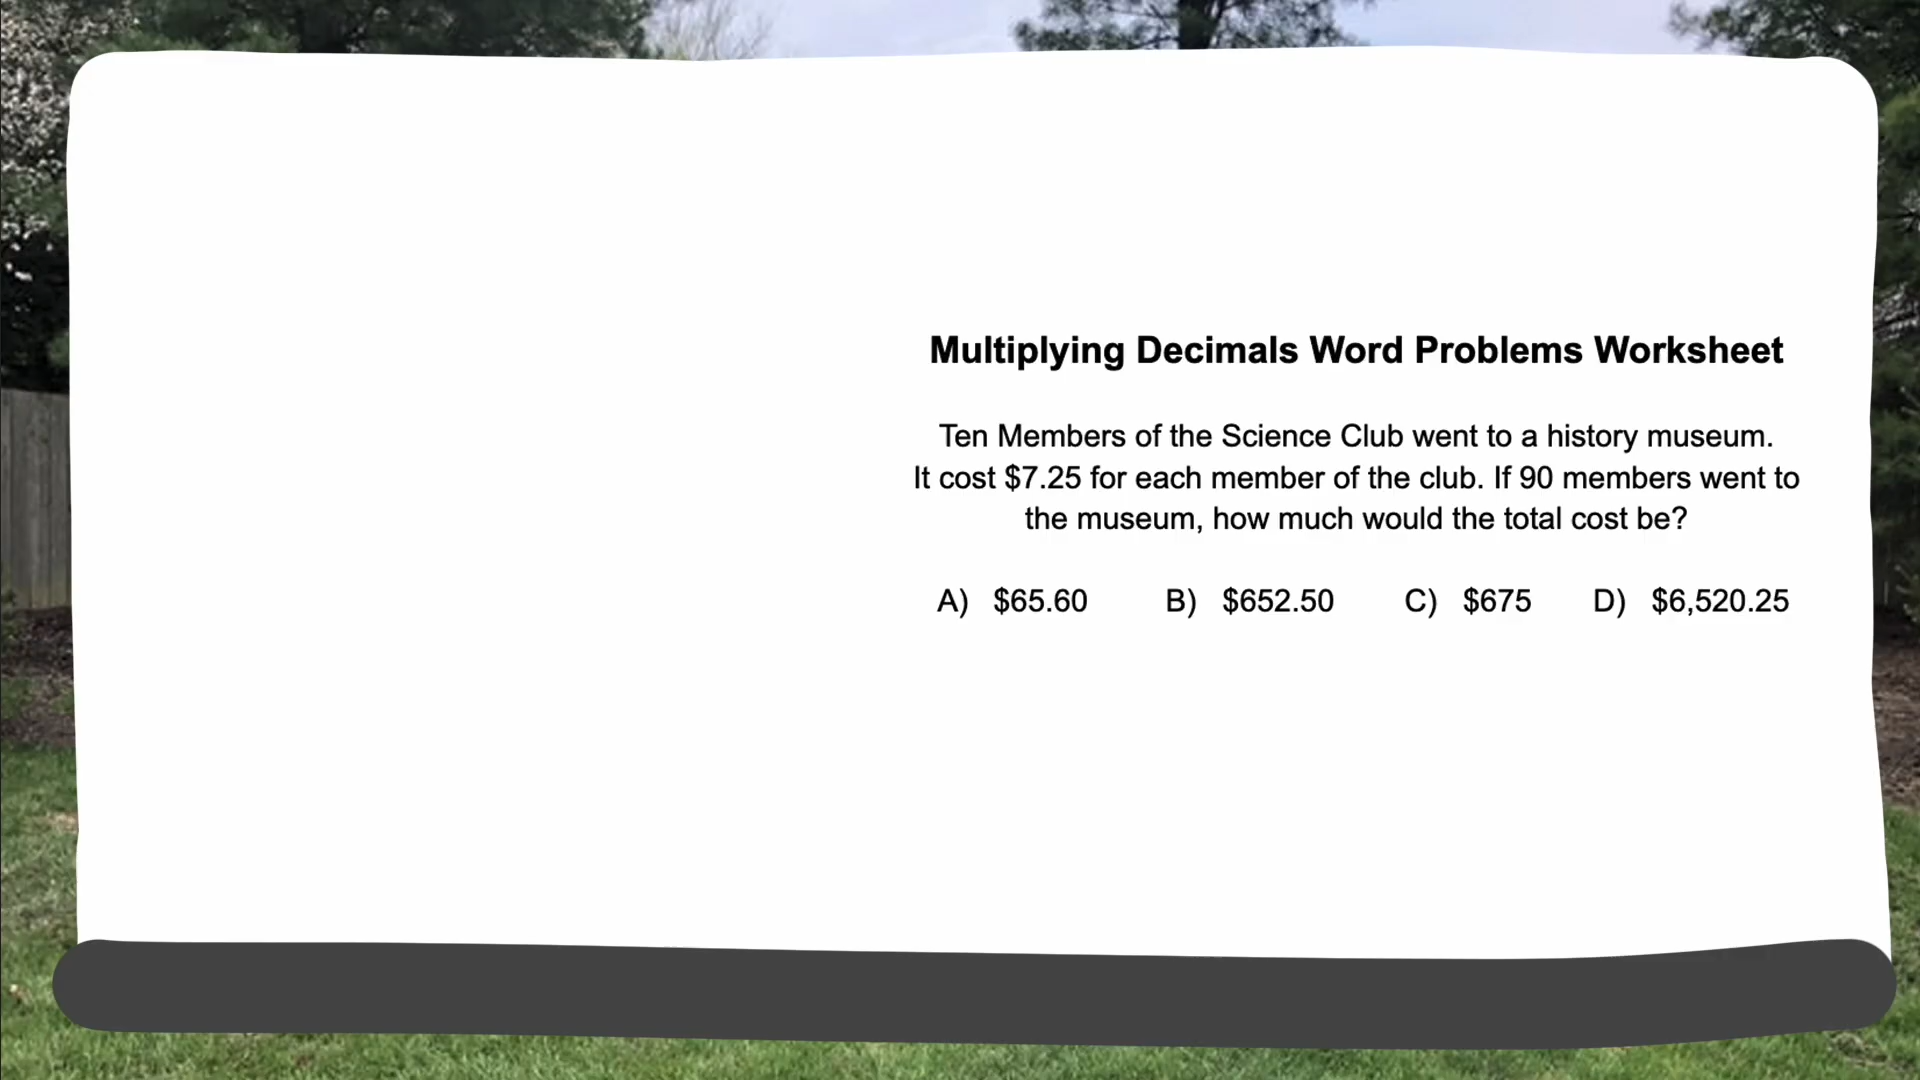 Multiplying Decimals Word Problems Worksheet
Ten Members of the Science Club went to a history museum.
It cost $7.25 for each member of the club. If 90 members went to
the museum, how much would the total cost be?
A) $65.60 B) $652.50 C) $675 D) $6,520.25